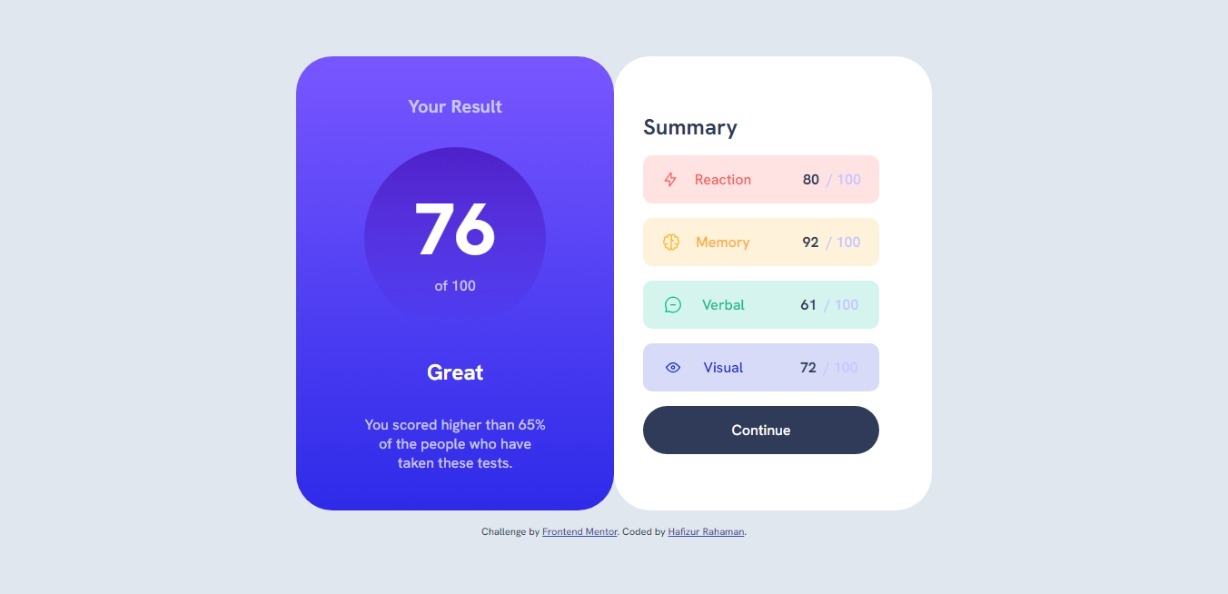 Your Result
76
of 100
Great
You scored higher than 65%
of the people who have
taken these tests.
Summary
Reaction 80 / 100
Memory 92 / 100
Verbal 61 / 100
Visual 72 / 100
Continue
Challenge by Frontend Mentor. Coded by Hafizur Rahaman.